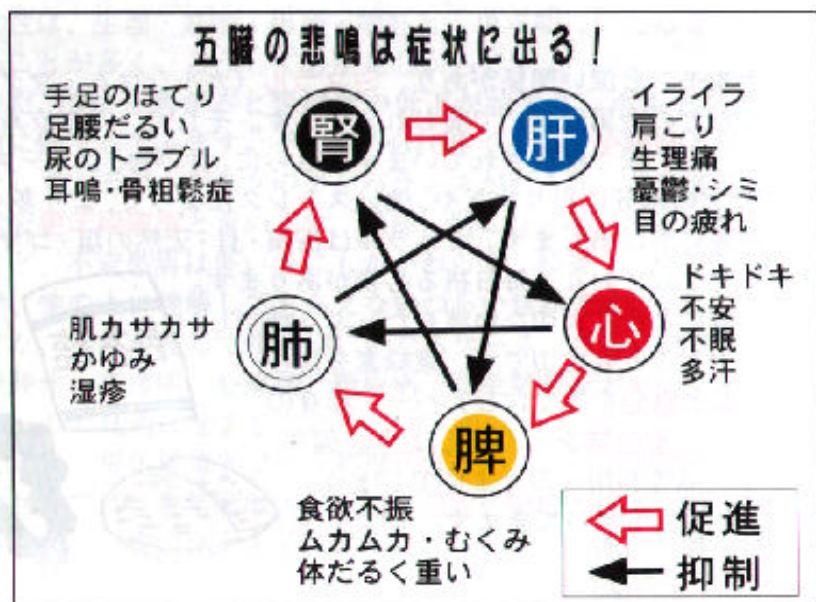 五臓の悲鳴は症状に出る!
手足のほてり
足腰だるい
尿のトラブル
耳鳴・骨粗鬆症
腎
肝
イライラ
肩こり
生理痛
憂鬱・シミ
目の疲れ
心
ドキドキ
不安
不眠
多汗
肺
肌カサカサ
かゆみ
湿疹
脾
食欲不振
ムカムカ・むくみ
体だるく重い
促進
抑制